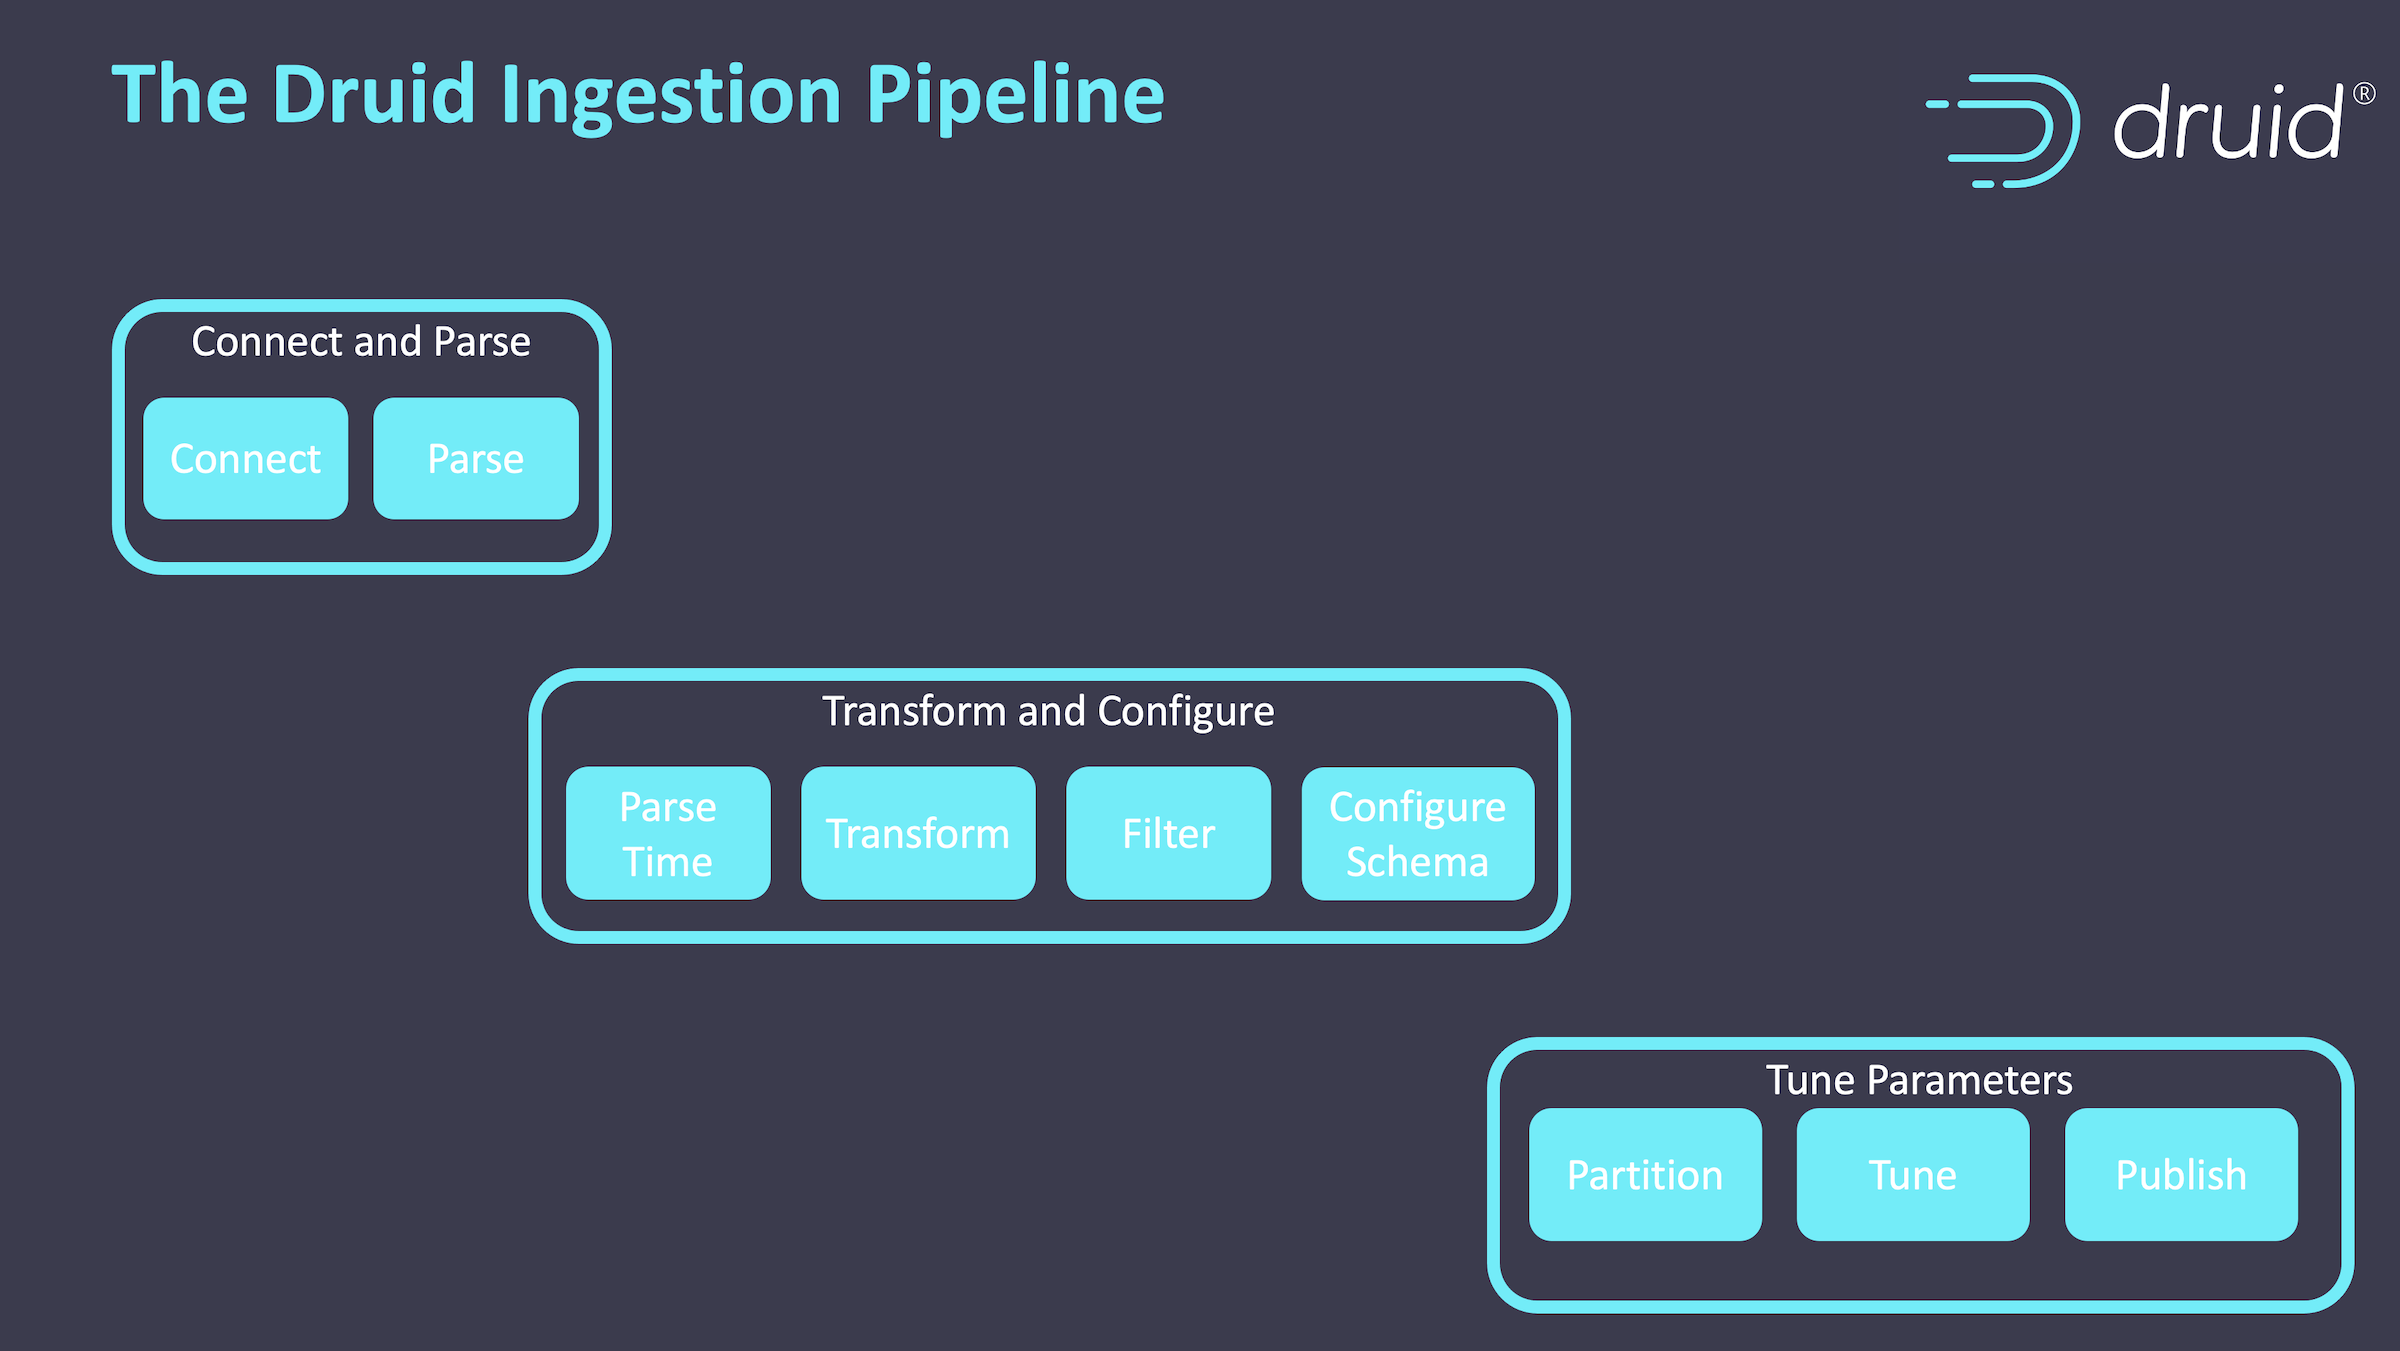 The Druid Ingestion Pipeline
druid®
Connect and Parse
Connect
Parse
Transform and Configure
Parse
Time
Transform
Filter
Configure
Schema
Tune Parameters
Partition
Tune
Publish